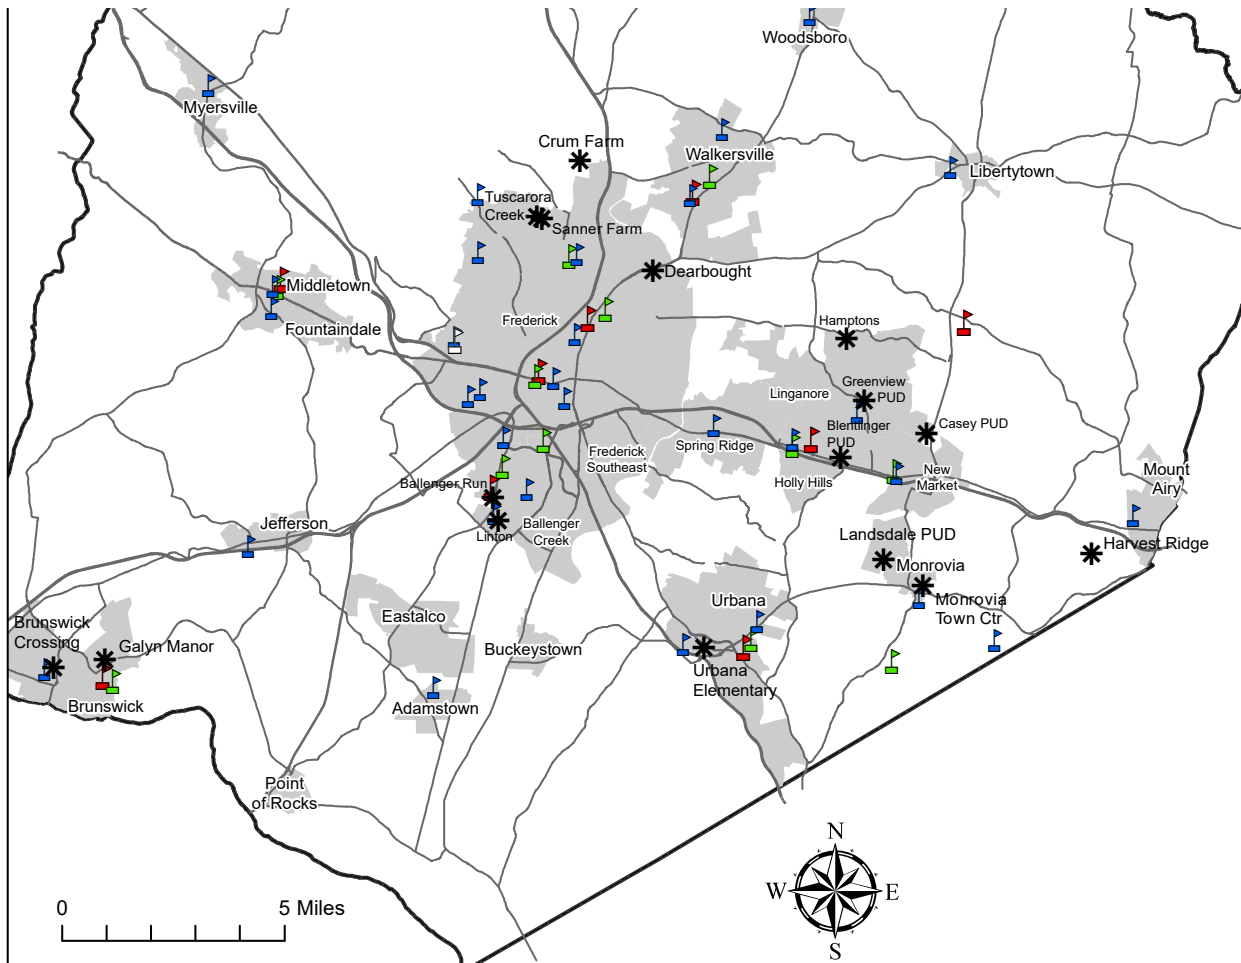 Woodsboro
Myersville
Crum Farm
Walkersville
Libertytown
Tuscarora
Creek
Sanner Farm
Dearbought
Middletown
Fountaindale
Frederick
Hamptons
Greenview
PUD
Linganore
Blentlinger
PUD
Casey PUD
Spring Ridge
Frederick
Southeast
Holly Hills
New
Market
Mount
Airy
Ballenger Run
Linton
Ballenger
Creek
Jefferson
Landsdale PUD
Harvest Ridge
Monrovia
Monrovia
Town Ctr
Urbana
Eastalco
Buckeystown
Brunswick
Crossing
Galyn Manor
Urbana
Elementary
Brunswick
Adamstown
Point
of Rocks
N
W
E
S
0
5 Miles